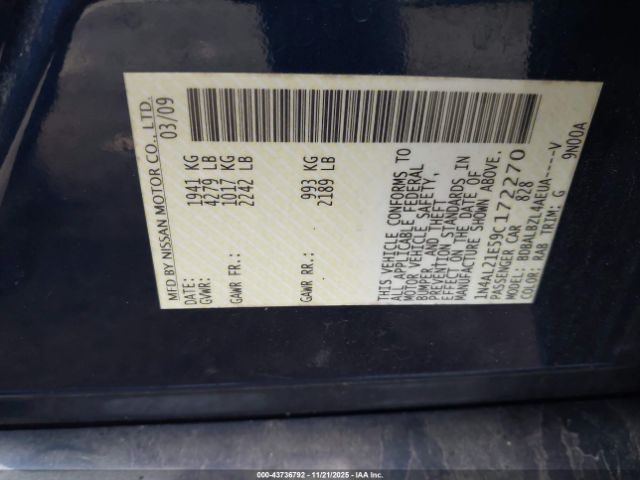 MFD BY NISSAN MOTOR CO., LTD.
DATE: 03/09
GVWR: 1941 KG
4279 LB
GAWR FR: 1017 KG
2242 LB
GAWR RR: 993 KG
2189 LB
THIS VEHICLE CONFORMS TO
ALL APPLICABLE FEDERAL
MOTOR VEHICLE SAFETY,
BUMPER, AND THEFT
PREVENTION STANDARDS IN
EFFECT ON THE DATE OF
MANUFACTURE SHOWN ABOVE.
1N4AL21E59C172270
PASSENGER CAR 828
MODEL: BDBALBZL4AEUA-----V
COLOR: RAB TRIM: G 9N00A
000-43736792 - 11/21/2025 - IAA Inc.